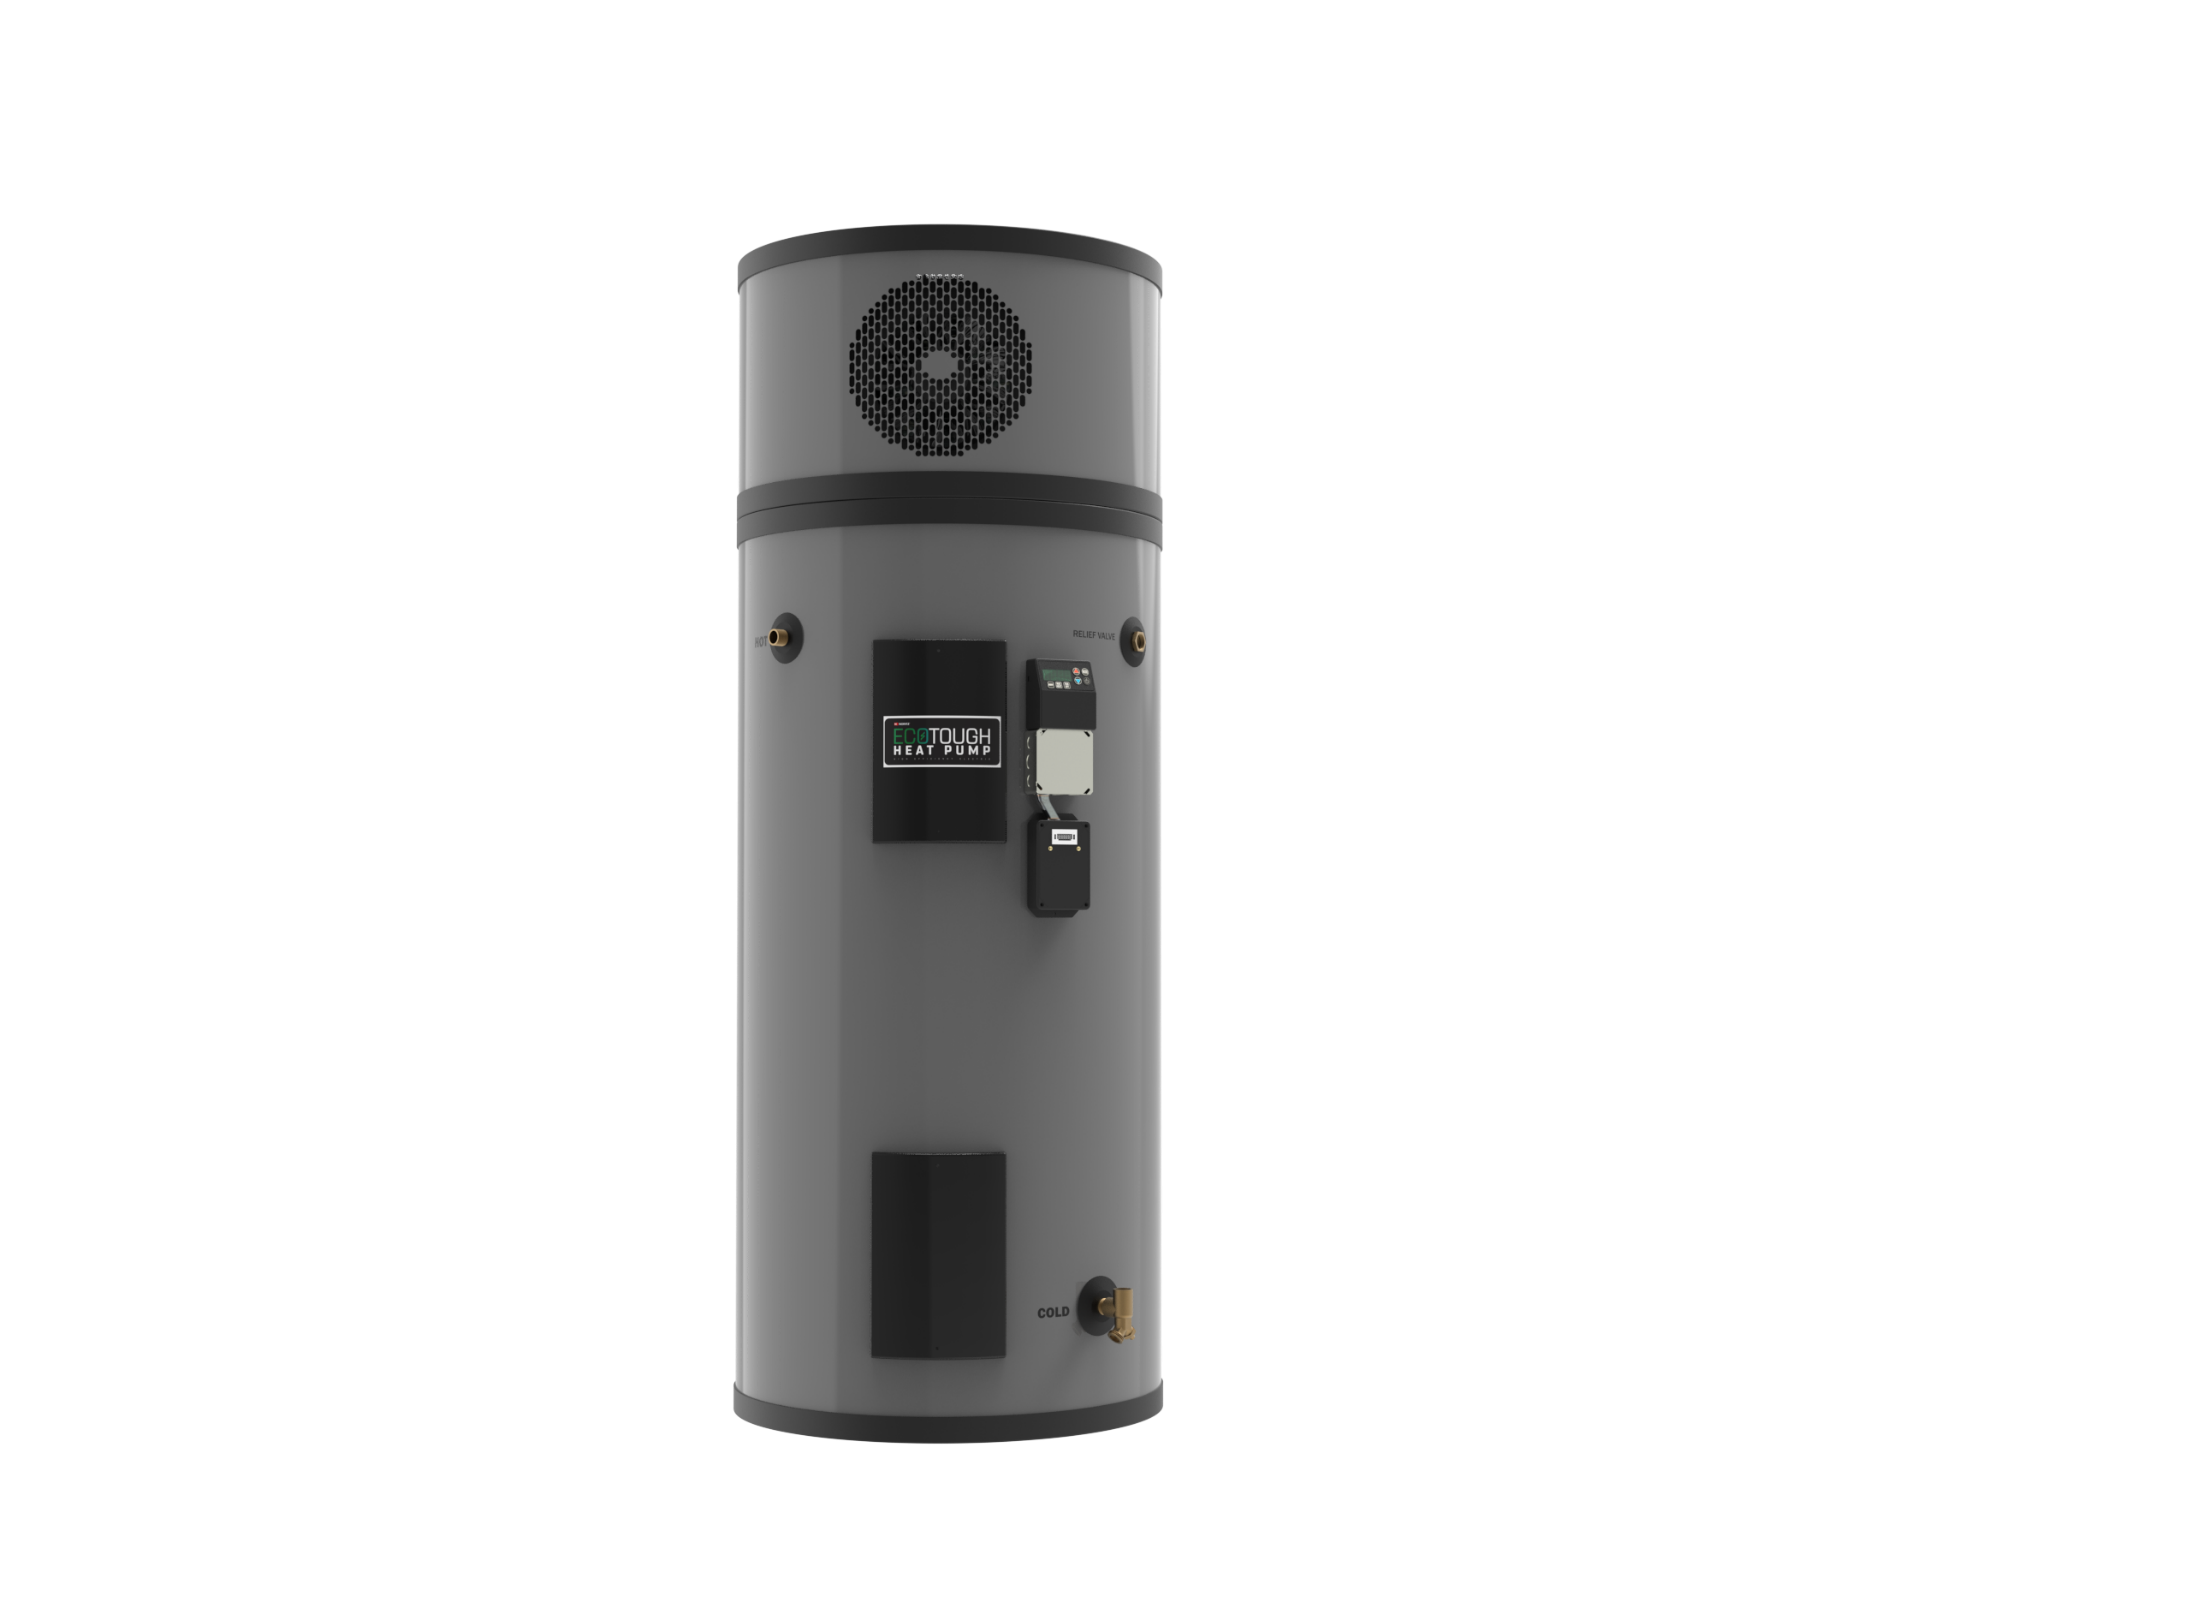 HOT
RELIEF VALVE
ECOTOUGH
HEAT PUMP
COLD